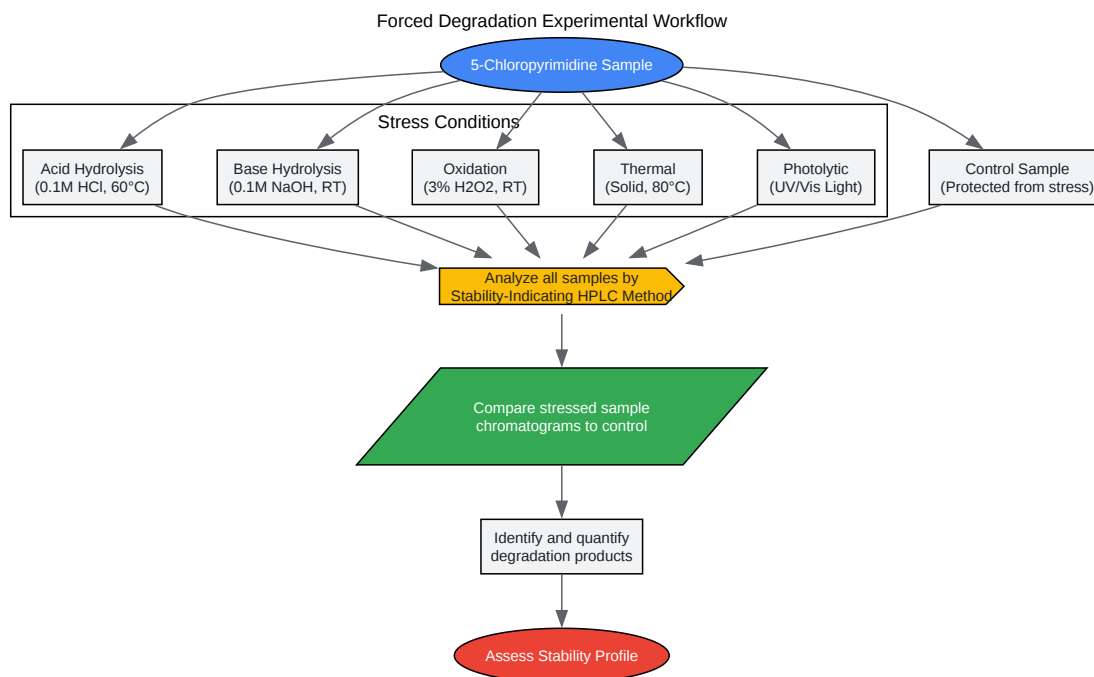 Forced Degradation Experimental Workflow
5-Chloropyrimidine Sample
Stress Conditions
Acid Hydrolysis
(0.1M HCl, 60°C)
Base Hydrolysis
(0.1M NaOH, RT)
Oxidation
(3% H2O2, RT)
Thermal
(Solid, 80°C)
Photolytic
(UV/Vis Light)
Control Sample
(Protected from stress)
Analyze all samples by
Stability-Indicating HPLC Method
Compare stressed sample
chromatograms to control
Identify and quantify
degradation products
Assess Stability Profile